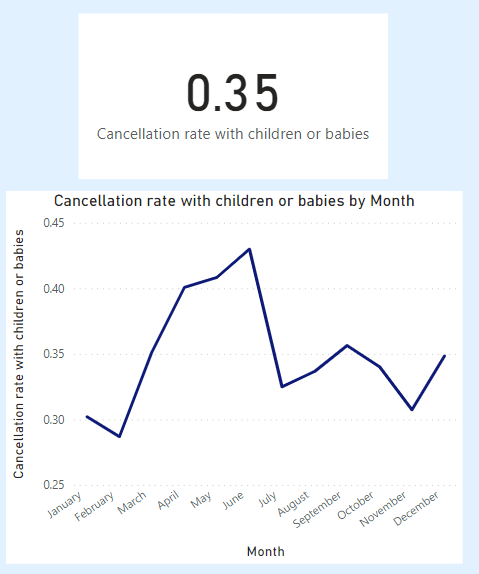 0.35
Cancellation rate with children or babies
Cancellation rate with children or babies by Month
Cancellation rate with children or babies
0.45
0.40
0.35
0.30
0.25
January
February
March
April
May
June
July
August
September
October
November
December
Month